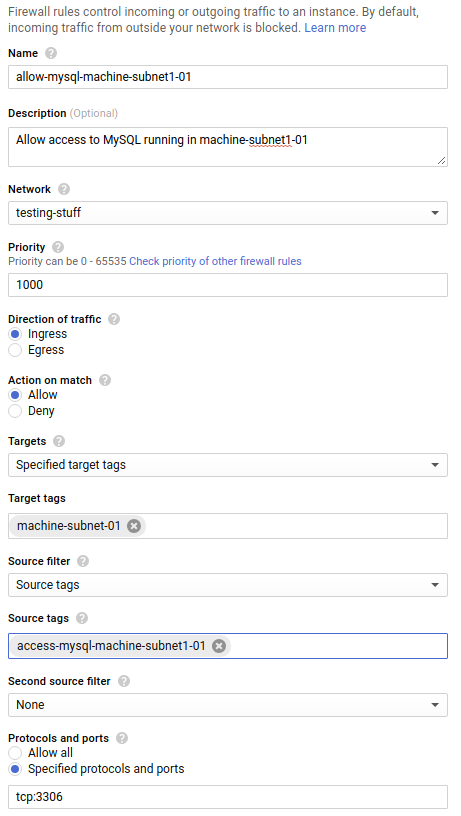 Firewall rules control incoming or outgoing traffic to an instance. By default,
incoming traffic from outside your network is blocked. Learn more
Name ?
allow-mysql-machine-subnet1-01
Description (Optional)
Allow access to MySQL running in machine-subnet1-01
Network ?
testing-stuff
Priority ?
Priority can be 0 - 65535 Check priority of other firewall rules
1000
Direction of traffic ?
Ingress
Egress
Action on match ?
Allow
Deny
Targets ?
Specified target tags
Target tags
machine-subnet-01
Source filter ?
Source tags
Source tags ?
access-mysql-machine-subnet1-01
Second source filter ?
None
Protocols and ports ?
Allow all
Specified protocols and ports
tcp:3306